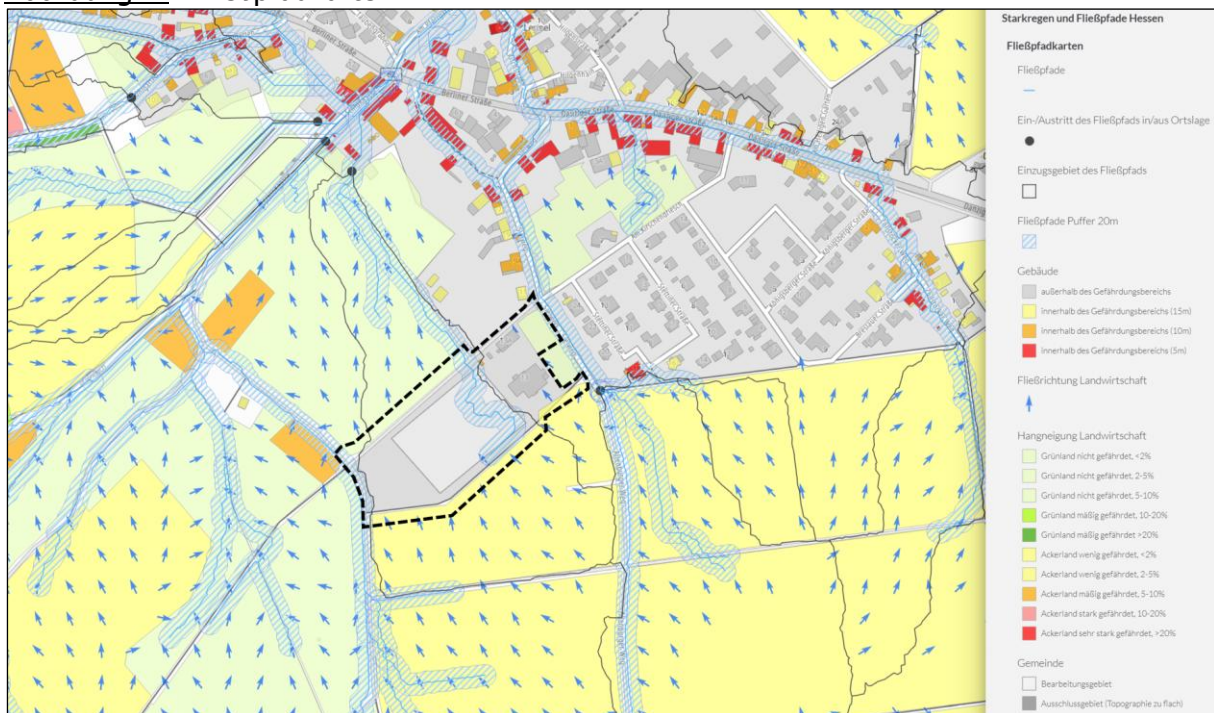 Starkregen und Fließpfade Hessen
Fließpfadkarten
Fließpfade
Ein-/Austritt des Fließpfads in/aus Ortslage
Einzugsgebiet des Fließpfads
Fließpfade Puffer 20m
Gebäude
außerhalb des Gefährdungsbereichs
Innerhalb des Gefährdungsbereichs (15m)
Innerhalb des Gefährdungsbereichs (10m)
Innerhalb des Gefährdungsbereichs (5m)
Fließrichtung Landwirtschaft
Hangneigung Landwirtschaft
Grünland nicht gefährdet, <2%
Grünland nicht gefährdet, 2-5%
Grünland nicht gefährdet, 5-10%
Grünland mäßig gefährdet, 10-20%
Grünland mäßig gefährdet >20%
Ackerland wenig gefährdet, <2%
Ackerland wenig gefährdet, 2-5%
Ackerland mäßig gefährdet, 5-10%
Ackerland stark gefährdet, 10-20%
Ackerland sehr stark gefährdet, >20%
Gemeinde
Bearbeitungsgebiet
Ausschlussgebiet (Topographie zu flach)
Berliner Straße
Berliner Straße